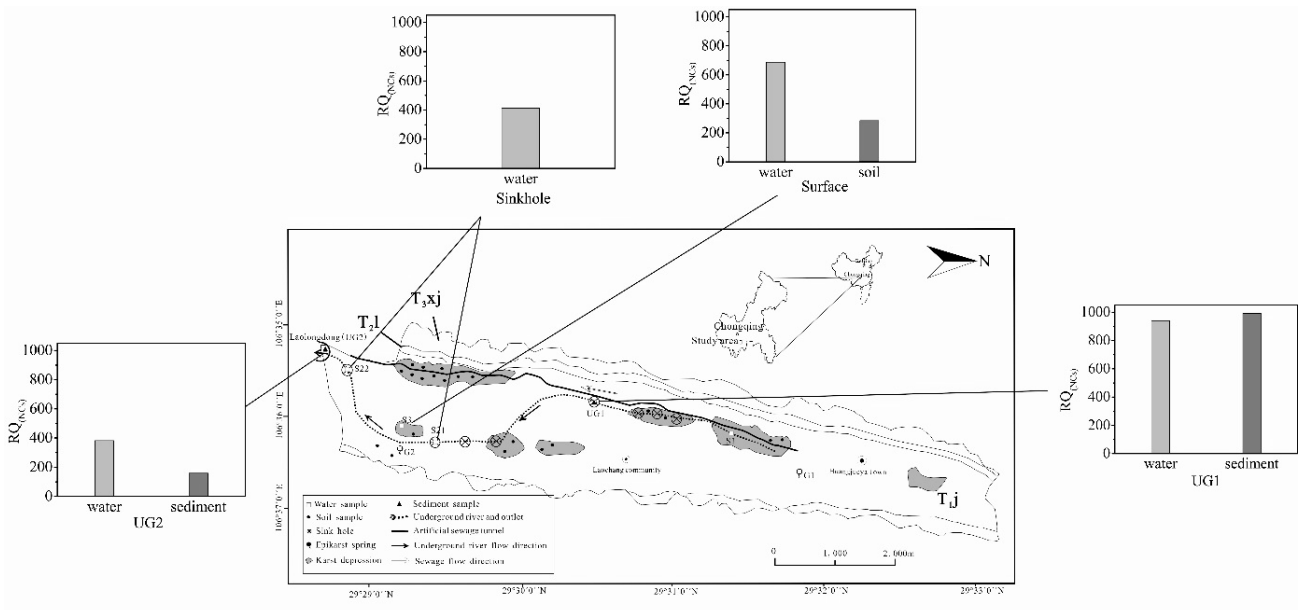 1000
800
600
400
200
0
RQ(NCs)
water
Sinkhole
1000
800
600
400
200
0
RQ(NCs)
water soil
Surface
1000
800
600
400
200
0
RQ(NCs)
water sediment
UG2
1000
800
600
400
200
0
RQ(NCs)
water sediment
UG1
N
T3xj
T2l
Laolongdong (UG2)
S22
S3
S21
G2
UG1
G1
Chongqing
Study area
Laochang community
Huangjueya Town
T1j
106°35′0″E
106°37′0″E
Water sample
Soil sample
Sink hole
Epikarst spring
Karst depression
Sediment sample
Underground river and outlet
Artificial sewage tunnel
Underground river flow direction
Sewage flow direction
0 1,000 2,000m
29°29′0″N 29°30′0″N 29°31′0″N 29°32′0″N 29°33′0″N